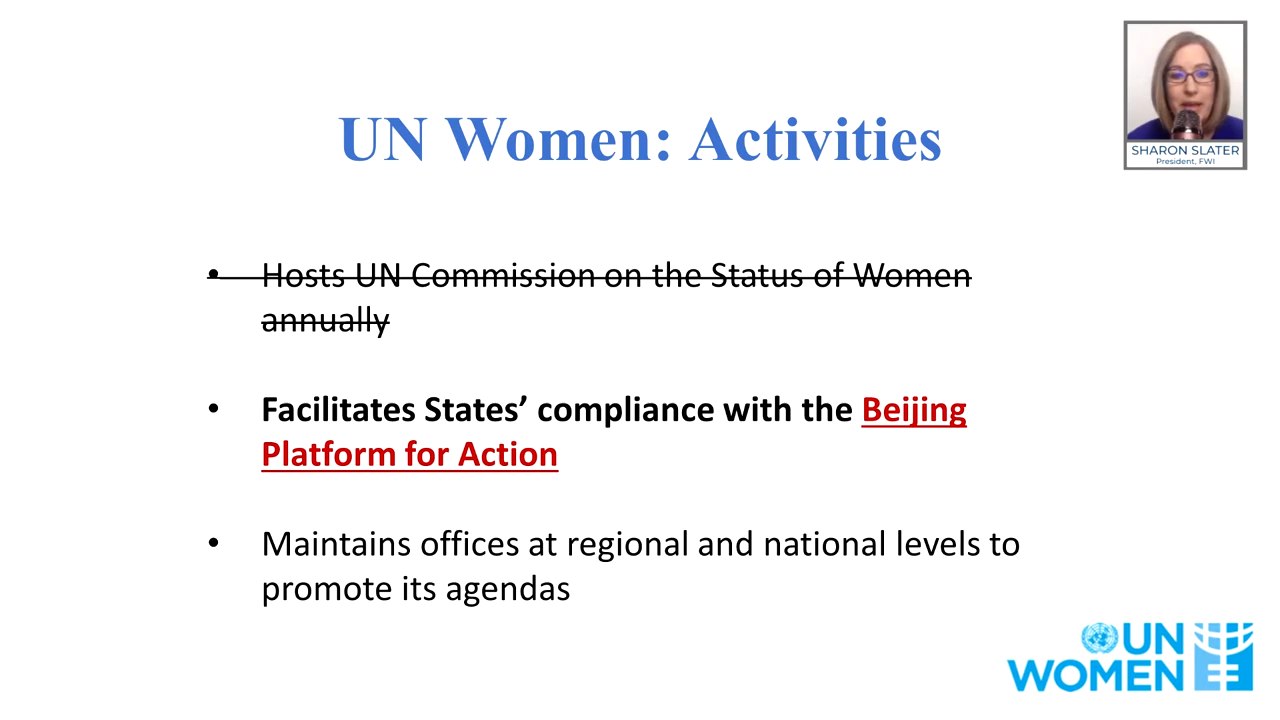 SHARON SLATER
President, FWI
UN Women: Activities
• Hosts UN Commission on the Status of Women
annually
• Facilitates States’ compliance with the Beijing
Platform for Action
• Maintains offices at regional and national levels to
promote its agendas
UN
WOMEN